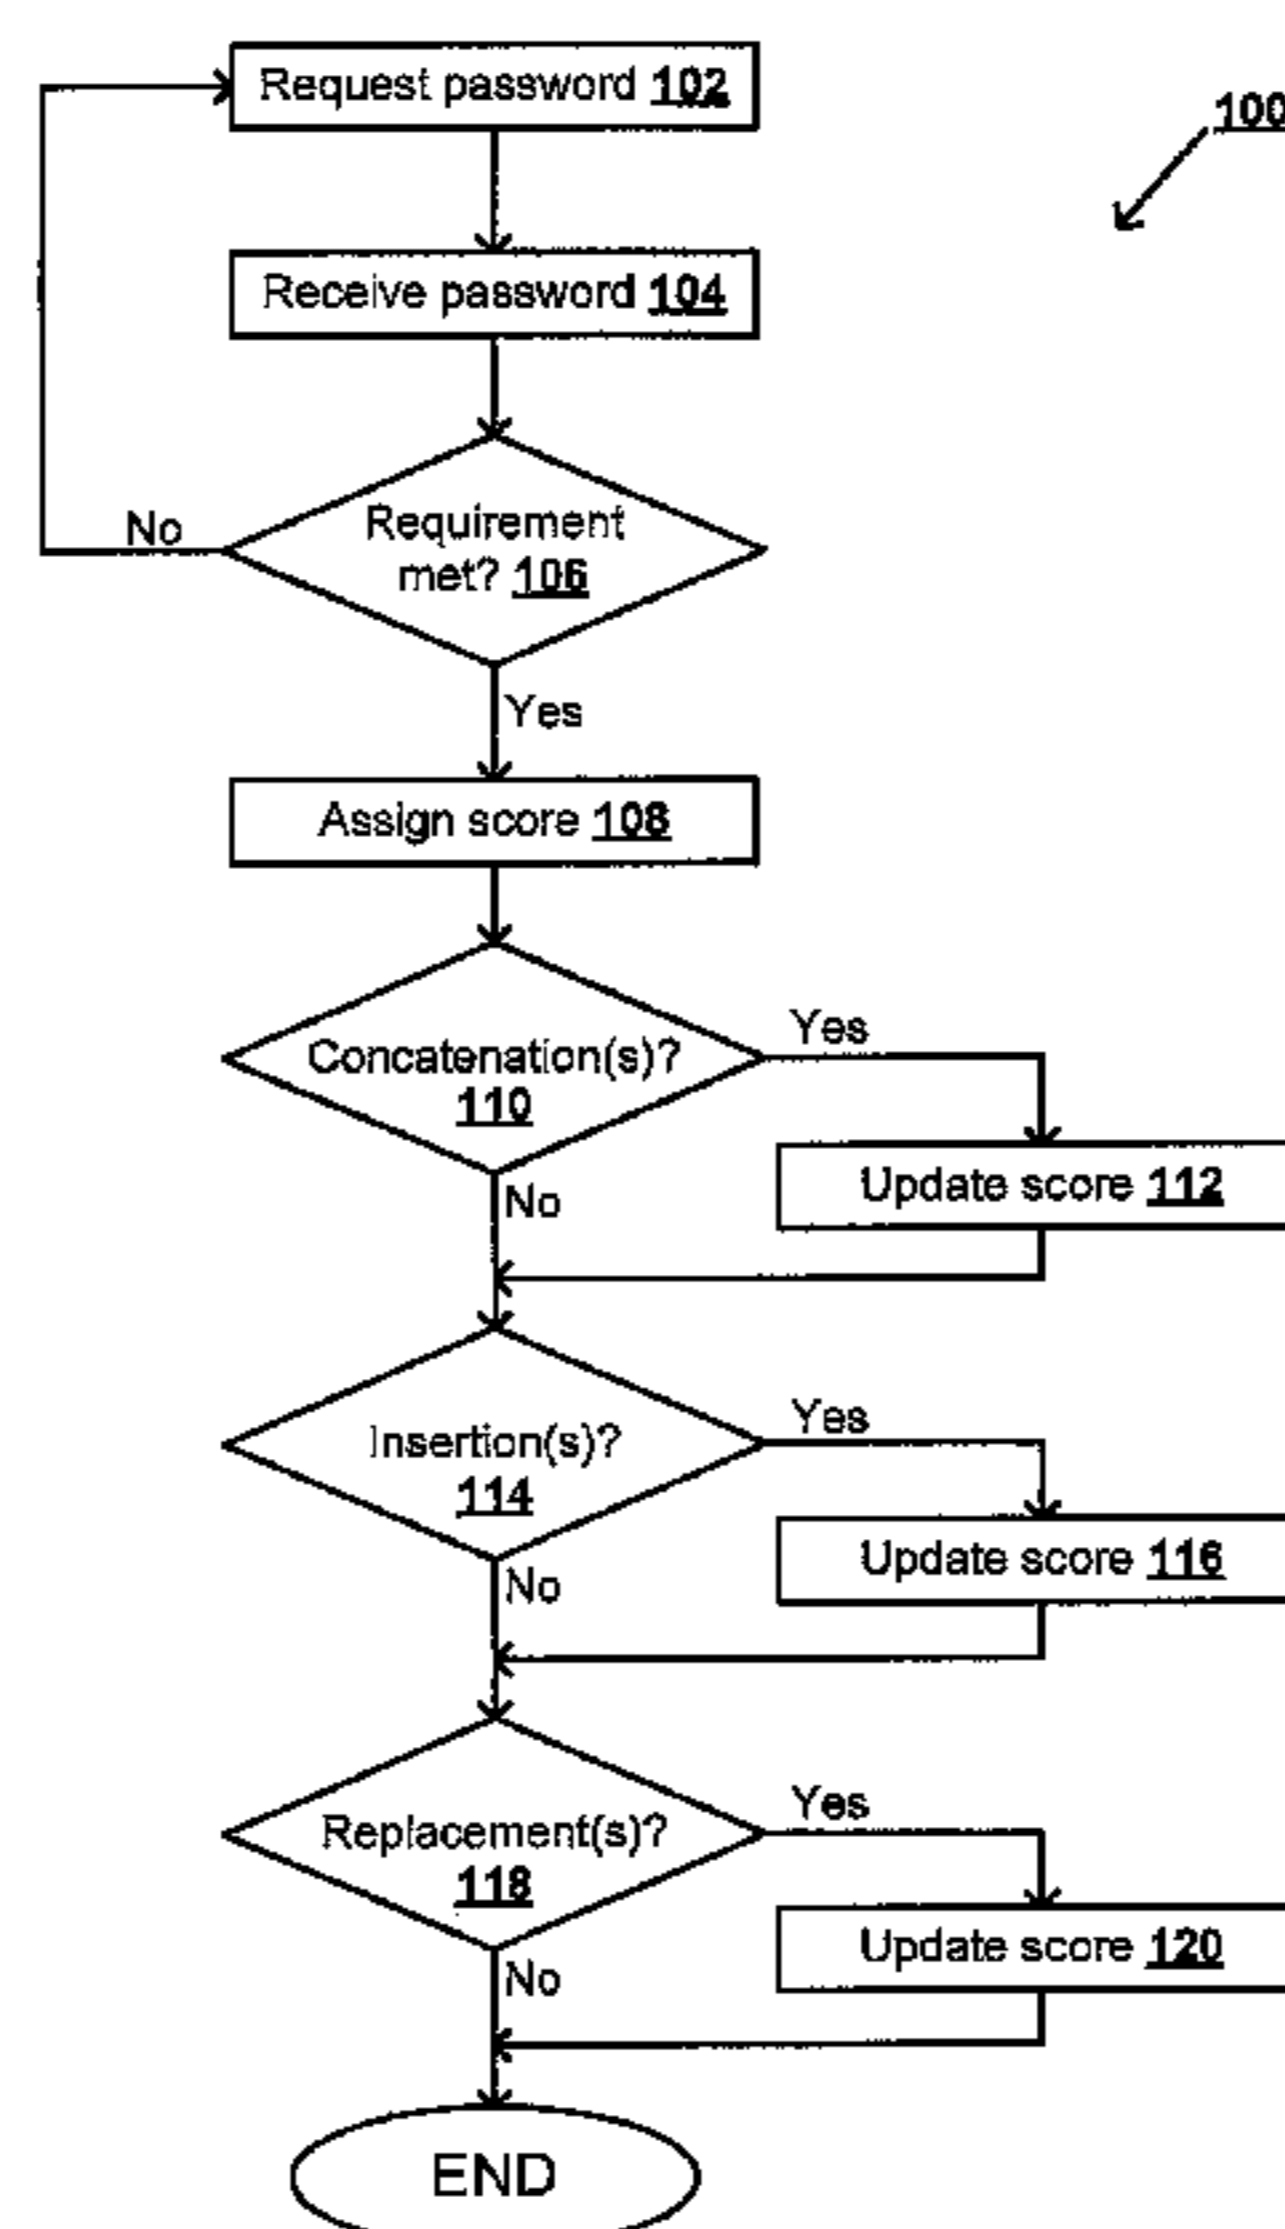 Request password 102
100
Receive password 104
Requirement
met? 106
No
Yes
Assign score 108
Concatenation(s)?
110
Yes
No
Update score 112
Insertion(s)?
114
Yes
No
Update score 116
Replacement(s)?
118
Yes
No
Update score 120
END